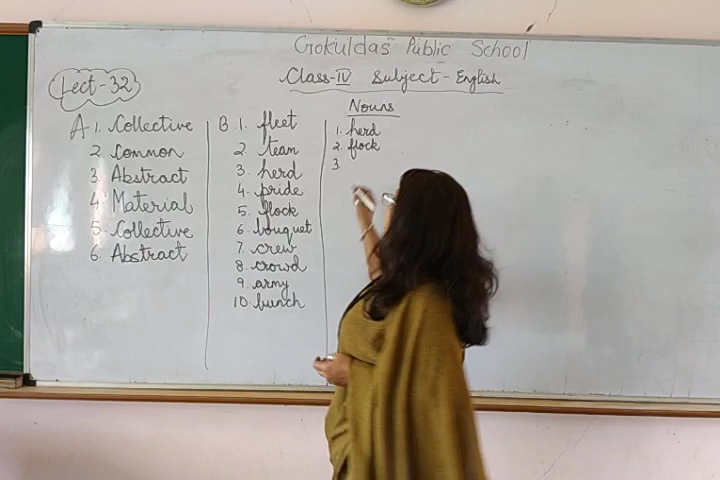 Gokuldas Public School
Class-IV Subject - English
Lect-32
Nouns
A 1. Collective
2. Common
3. Abstract
4. Material
5. Collective
6. Abstract
B. 1. fleet
2. team
3. herd
4. pride
5. flock
6. bouquet
7. crew
8. crowd
9. army
10. bunch
1. herd
2. flock
3.